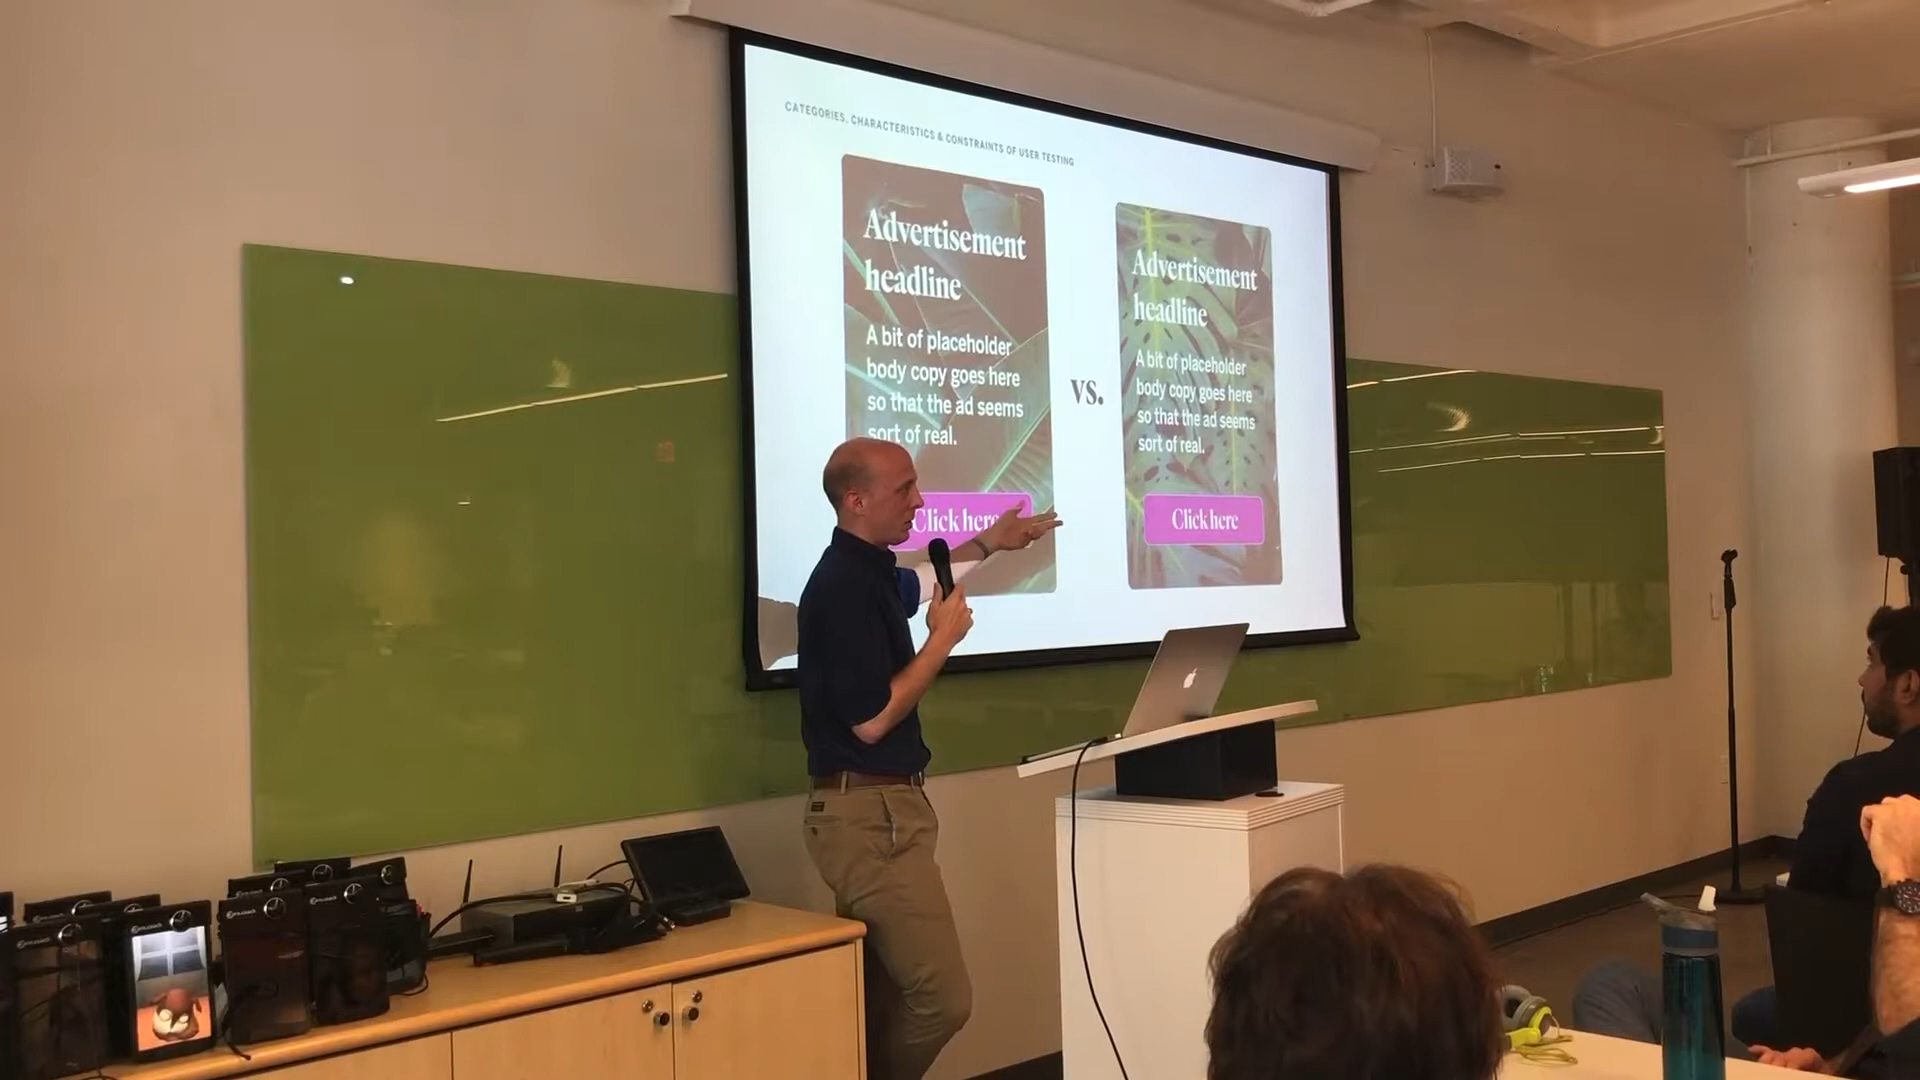 CATEGORIES, CHARACTERISTICS & CONSTRAINTS OF USER TESTING
Advertisement
headline
A bit of placeholder
body copy goes here
so that the ad seems
sort of real.
Click here
vs.
Advertisement
headline
A bit of placeholder
body copy goes here
so that the ad seems
sort of real.
Click here